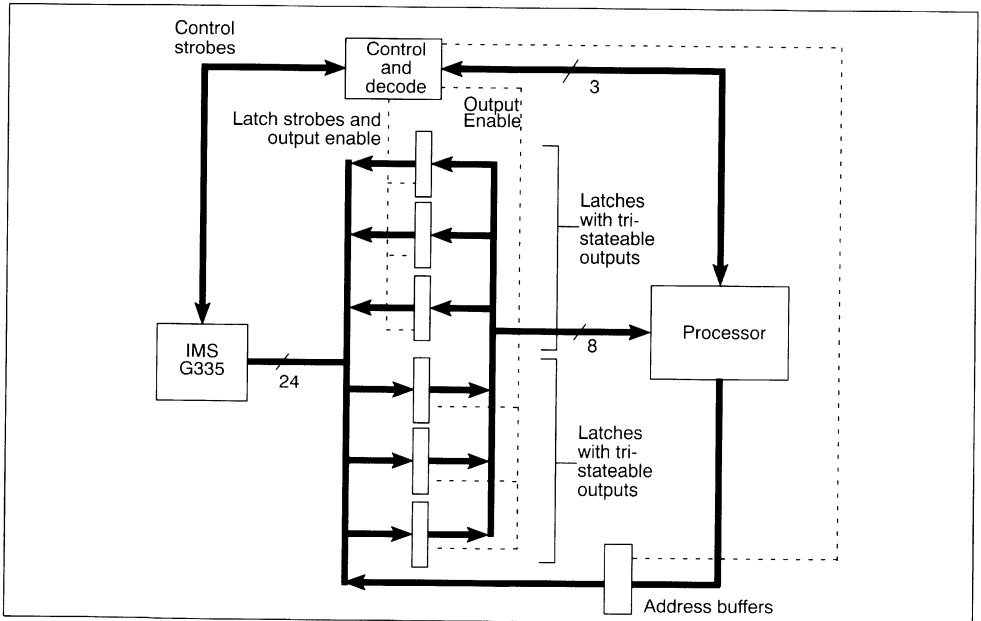 Control
strobes
Control
and
decode
3
Output
Enable
Latch strobes and
output enable
Latches
with tri-
stateable
outputs
Processor
8
IMS
G335
24
Latches
with tri-
stateable
outputs
Address buffers